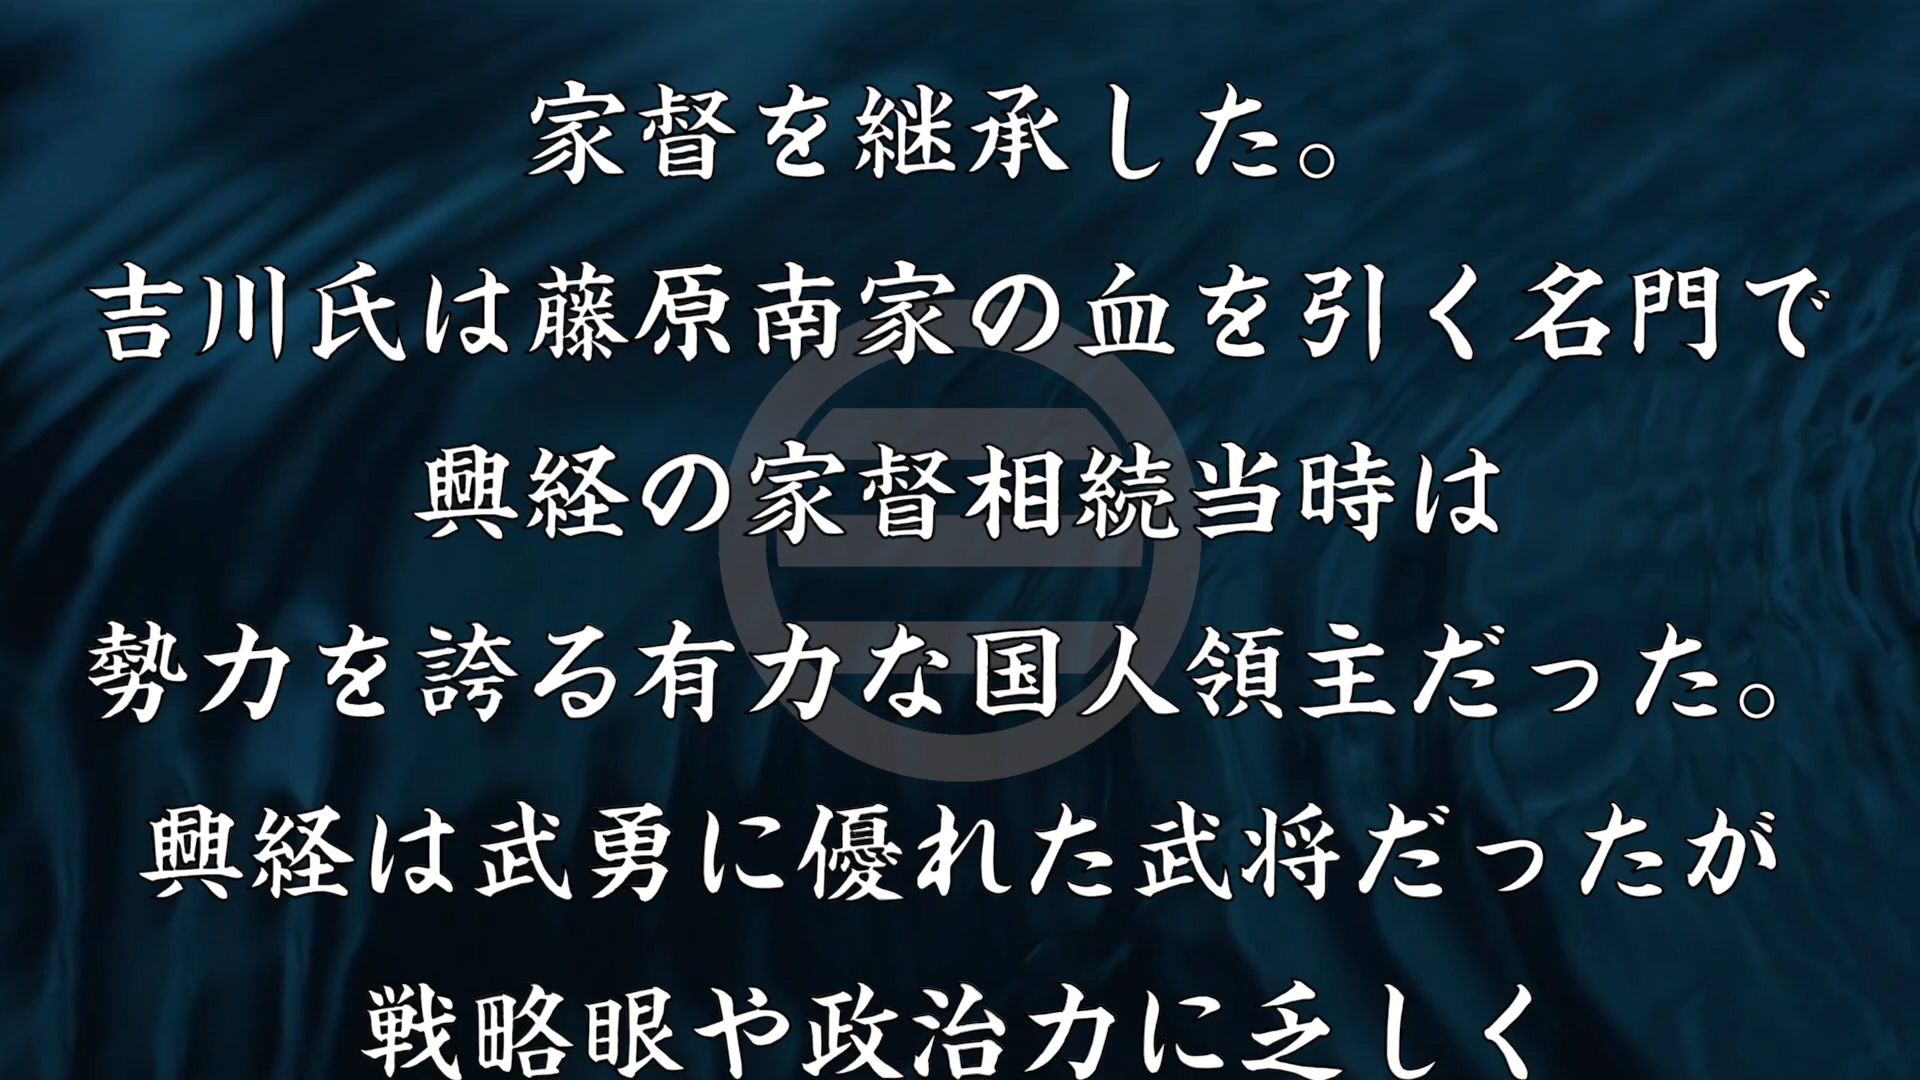 家督を継承した。
吉川氏は藤原南家の血を引く名門で
興経の家督相続当時は
勢力を誇る有力な国人領主だった。
興経は武勇に優れた武将だったが
戦略眼や政治力に乏しく